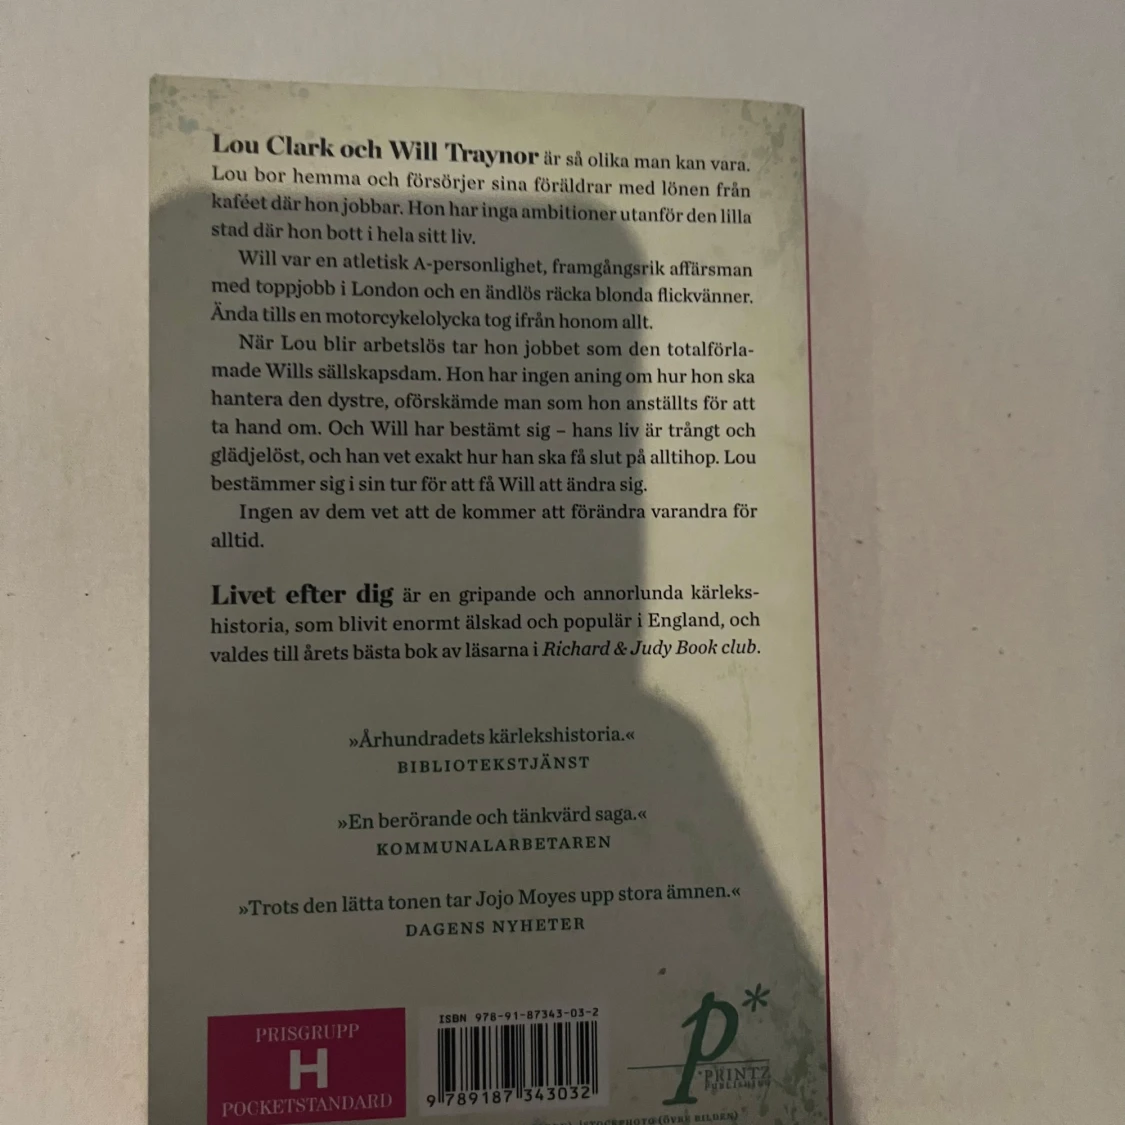 Lou Clark och Will Traynor är så olika man kan vara.
Lou bor hemma och försörjer sina föräldrar med lönen från
kaféet där hon jobbar. Hon har inga ambitioner utanför den lilla
stad där hon bott i hela sitt liv.
Will var en atletisk A-personlighet, framgångsrik affärsman
med toppjobb i London och en ändlös räcka blonda flickvänner.
Ända tills en motorcykelolycka tog ifrån honom allt.
När Lou blir arbetslös tar hon jobbet som den totalförla-
made Wills sällskapsdam. Hon har ingen aning om hur hon ska
hantera den dystre, oförskämde man som hon anställts för att
ta hand om. Och Will har bestämt sig – hans liv är trångt och
glädjelöst, och han vet exakt hur han ska få slut på alltihop. Lou
bestämmer sig i sin tur för att få Will att ändra sig.
Ingen av dem vet att de kommer att förändra varandra för
alltid.
Livet efter dig är en gripande och annorlunda kärleks-
historia, som blivit enormt älskad och populär i England, och
valdes till årets bästa bok av läsarna i Richard & Judy Book club.
»Århundradets kärlekshistoria.«
BIBLIOTEKSTJÄNST
»En berörande och tänkvärd saga.«
KOMMUNALARBETAREN
»Trots den lätta tonen tar Jojo Moyes upp stora ämnen.«
DAGENS NYHETER
PRISGRUPP
H
POCKETSTANDARD
ISBN 978-91-87343-03-2
9 789187 343032
p*
PRINTZ
PUBLISHING
ISTOCKPHOTO (ÖVRE BILDEN)